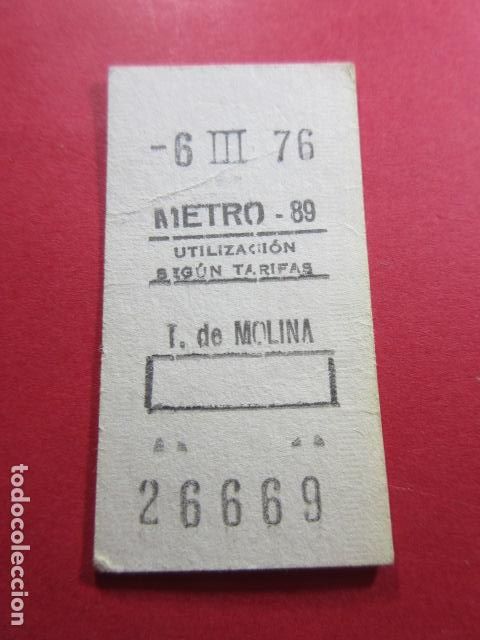 -6 III 76
METRO - 89
UTILIZACIÓN
SEGÚN TARIFAS
T. de MOLINA
26669
todocoleccion